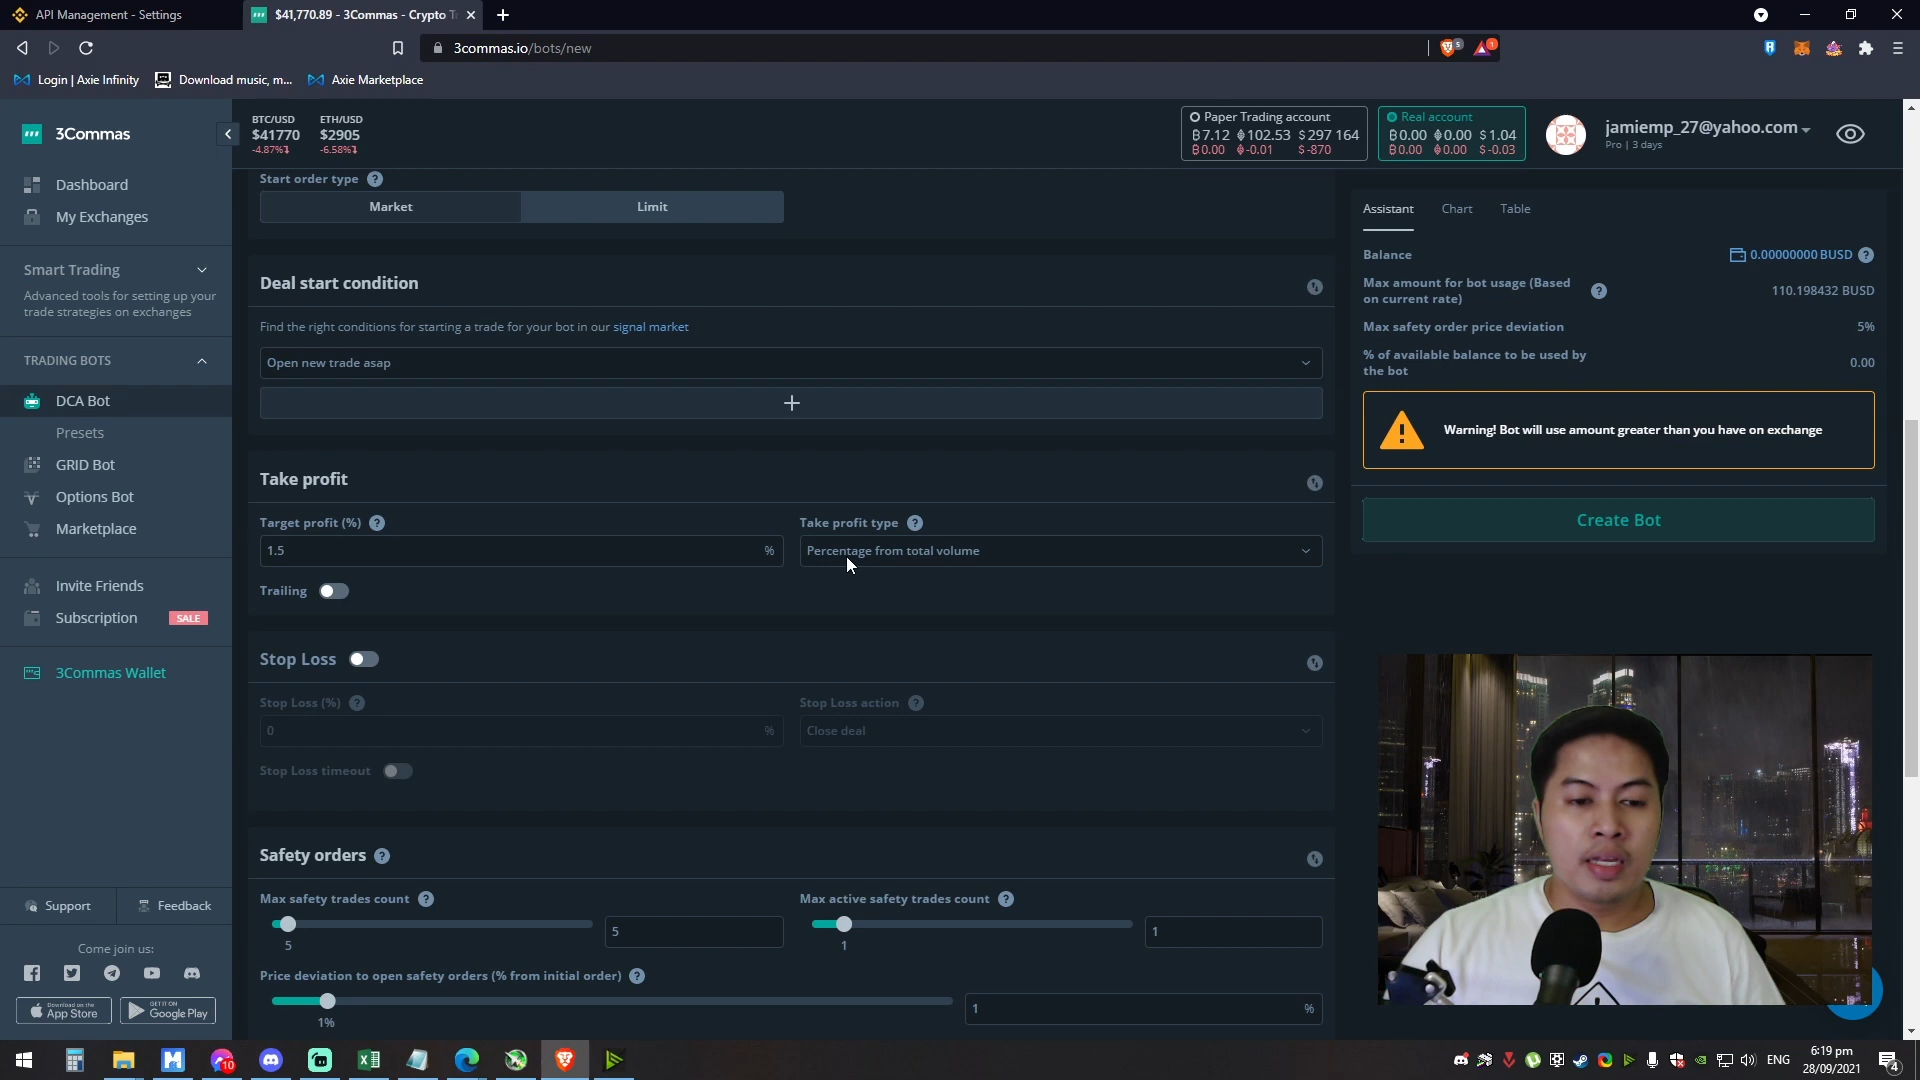 API Management - Settings
$41,770.89 - 3Commas - Crypto T
3commas.io/bots/new
5
1
Login | Axie Infinity
Download music, m...
Axie Marketplace
3Commas
BTC/USD
$41770
-4.87%
ETH/USD
$2905
-6.58%
Paper Trading account
7.12 102.53 $297 164
0.00 -0.01 $-870
Real account
0.00 0.00 $1.04
0.00 0.00 $-0.03
jamiemp_27@yahoo.com
Pro | 3 days
Dashboard
My Exchanges
Smart Trading
Advanced tools for setting up your
trade strategies on exchanges
TRADING BOTS
DCA Bot
Presets
GRID Bot
Options Bot
Marketplace
Invite Friends
Subscription
SALE
3Commas Wallet
Support
Feedback
Come join us:
Download on the
App Store
GET IT ON
Google Play
Start order type ?
Market
Limit
Deal start condition
Find the right conditions for starting a trade for your bot in our signal market
Open new trade asap
+
Take profit
Target profit (%) ?
1.5 %
Take profit type ?
Percentage from total volume
Trailing
Stop Loss
Stop Loss (%) ?
0 %
Stop Loss action ?
Close deal
Stop Loss timeout
Safety orders ?
Max safety trades count ?
5
5
Max active safety trades count ?
1
1
Price deviation to open safety orders (% from initial order) ?
1%
1 %
Assistant
Chart
Table
Balance
0.00000000 BUSD ?
Max amount for bot usage (Based
on current rate) ?
110.198432 BUSD
Max safety order price deviation
5%
% of available balance to be used by
the bot
0.00
Warning! Bot will use amount greater than you have on exchange
Create Bot
10
ENG
6:19 pm
28/09/2021
4